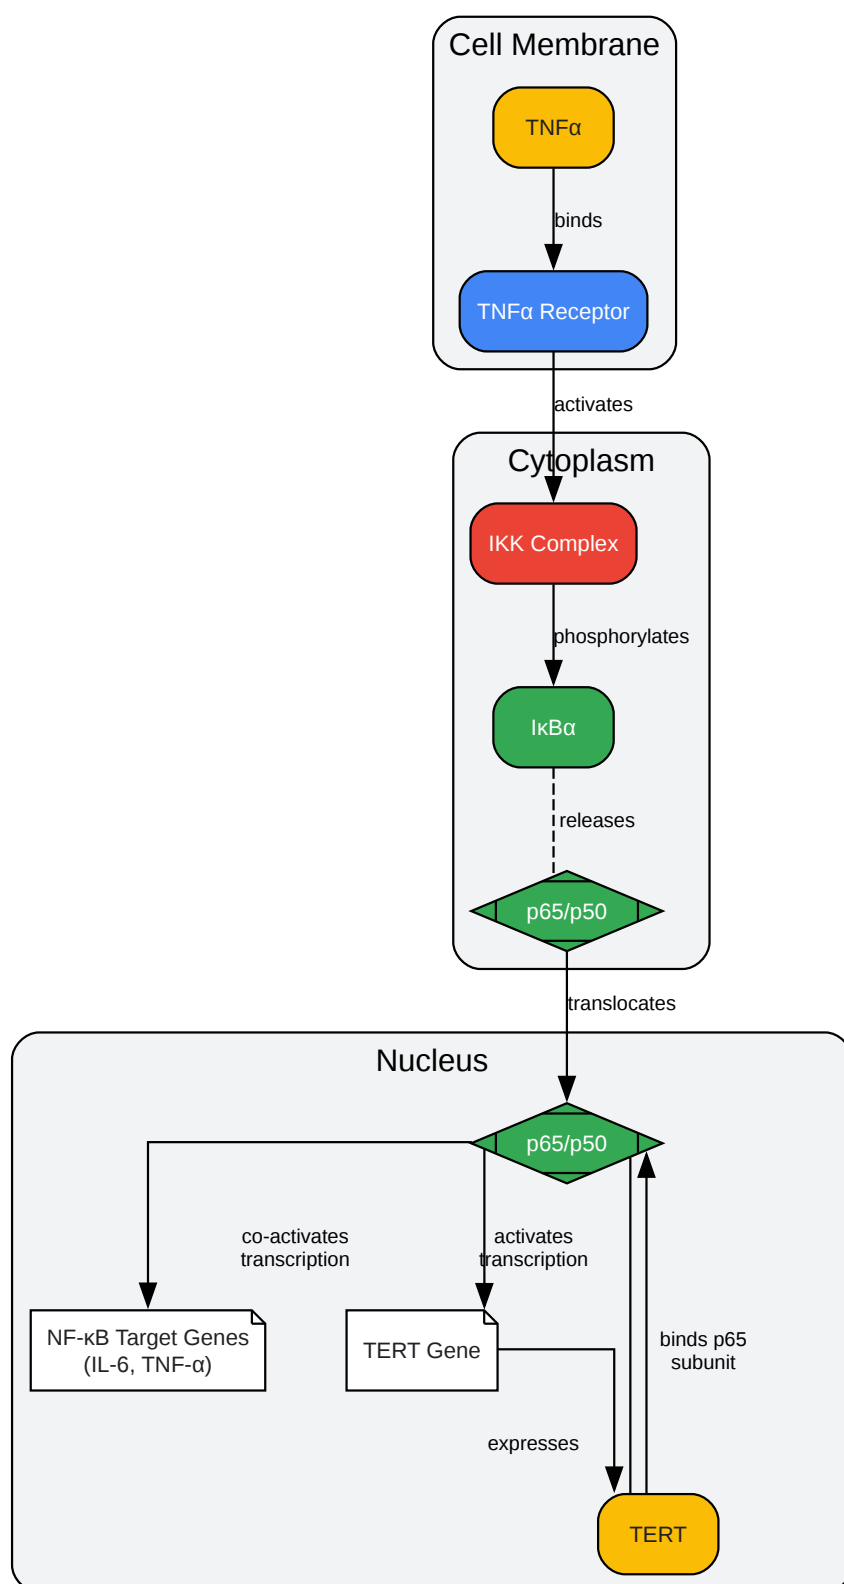 Cell Membrane
TNFα
binds
TNFα Receptor
activates
Cytoplasm
IKK Complex
phosphorylates
IκBα
releases
p65/p50
translocates
Nucleus
p65/p50
co-activates
transcription
activates
transcription
NF-κB Target Genes
(IL-6, TNF-α)
TERT Gene
binds p65
subunit
expresses
TERT